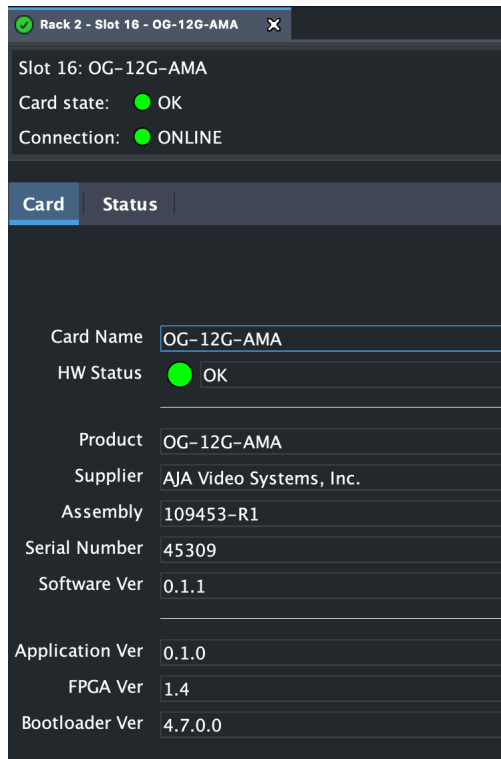 Rack 2 - Slot 16 - OG-12G-AMA
Slot 16: OG-12G-AMA
Card state: OK
Connection: ONLINE
Card Status
Card Name OG-12G-AMA
HW Status OK
Product OG-12G-AMA
Supplier AJA Video Systems, Inc.
Assembly 109453-R1
Serial Number 45309
Software Ver 0.1.1
Application Ver 0.1.0
FPGA Ver 1.4
Bootloader Ver 4.7.0.0